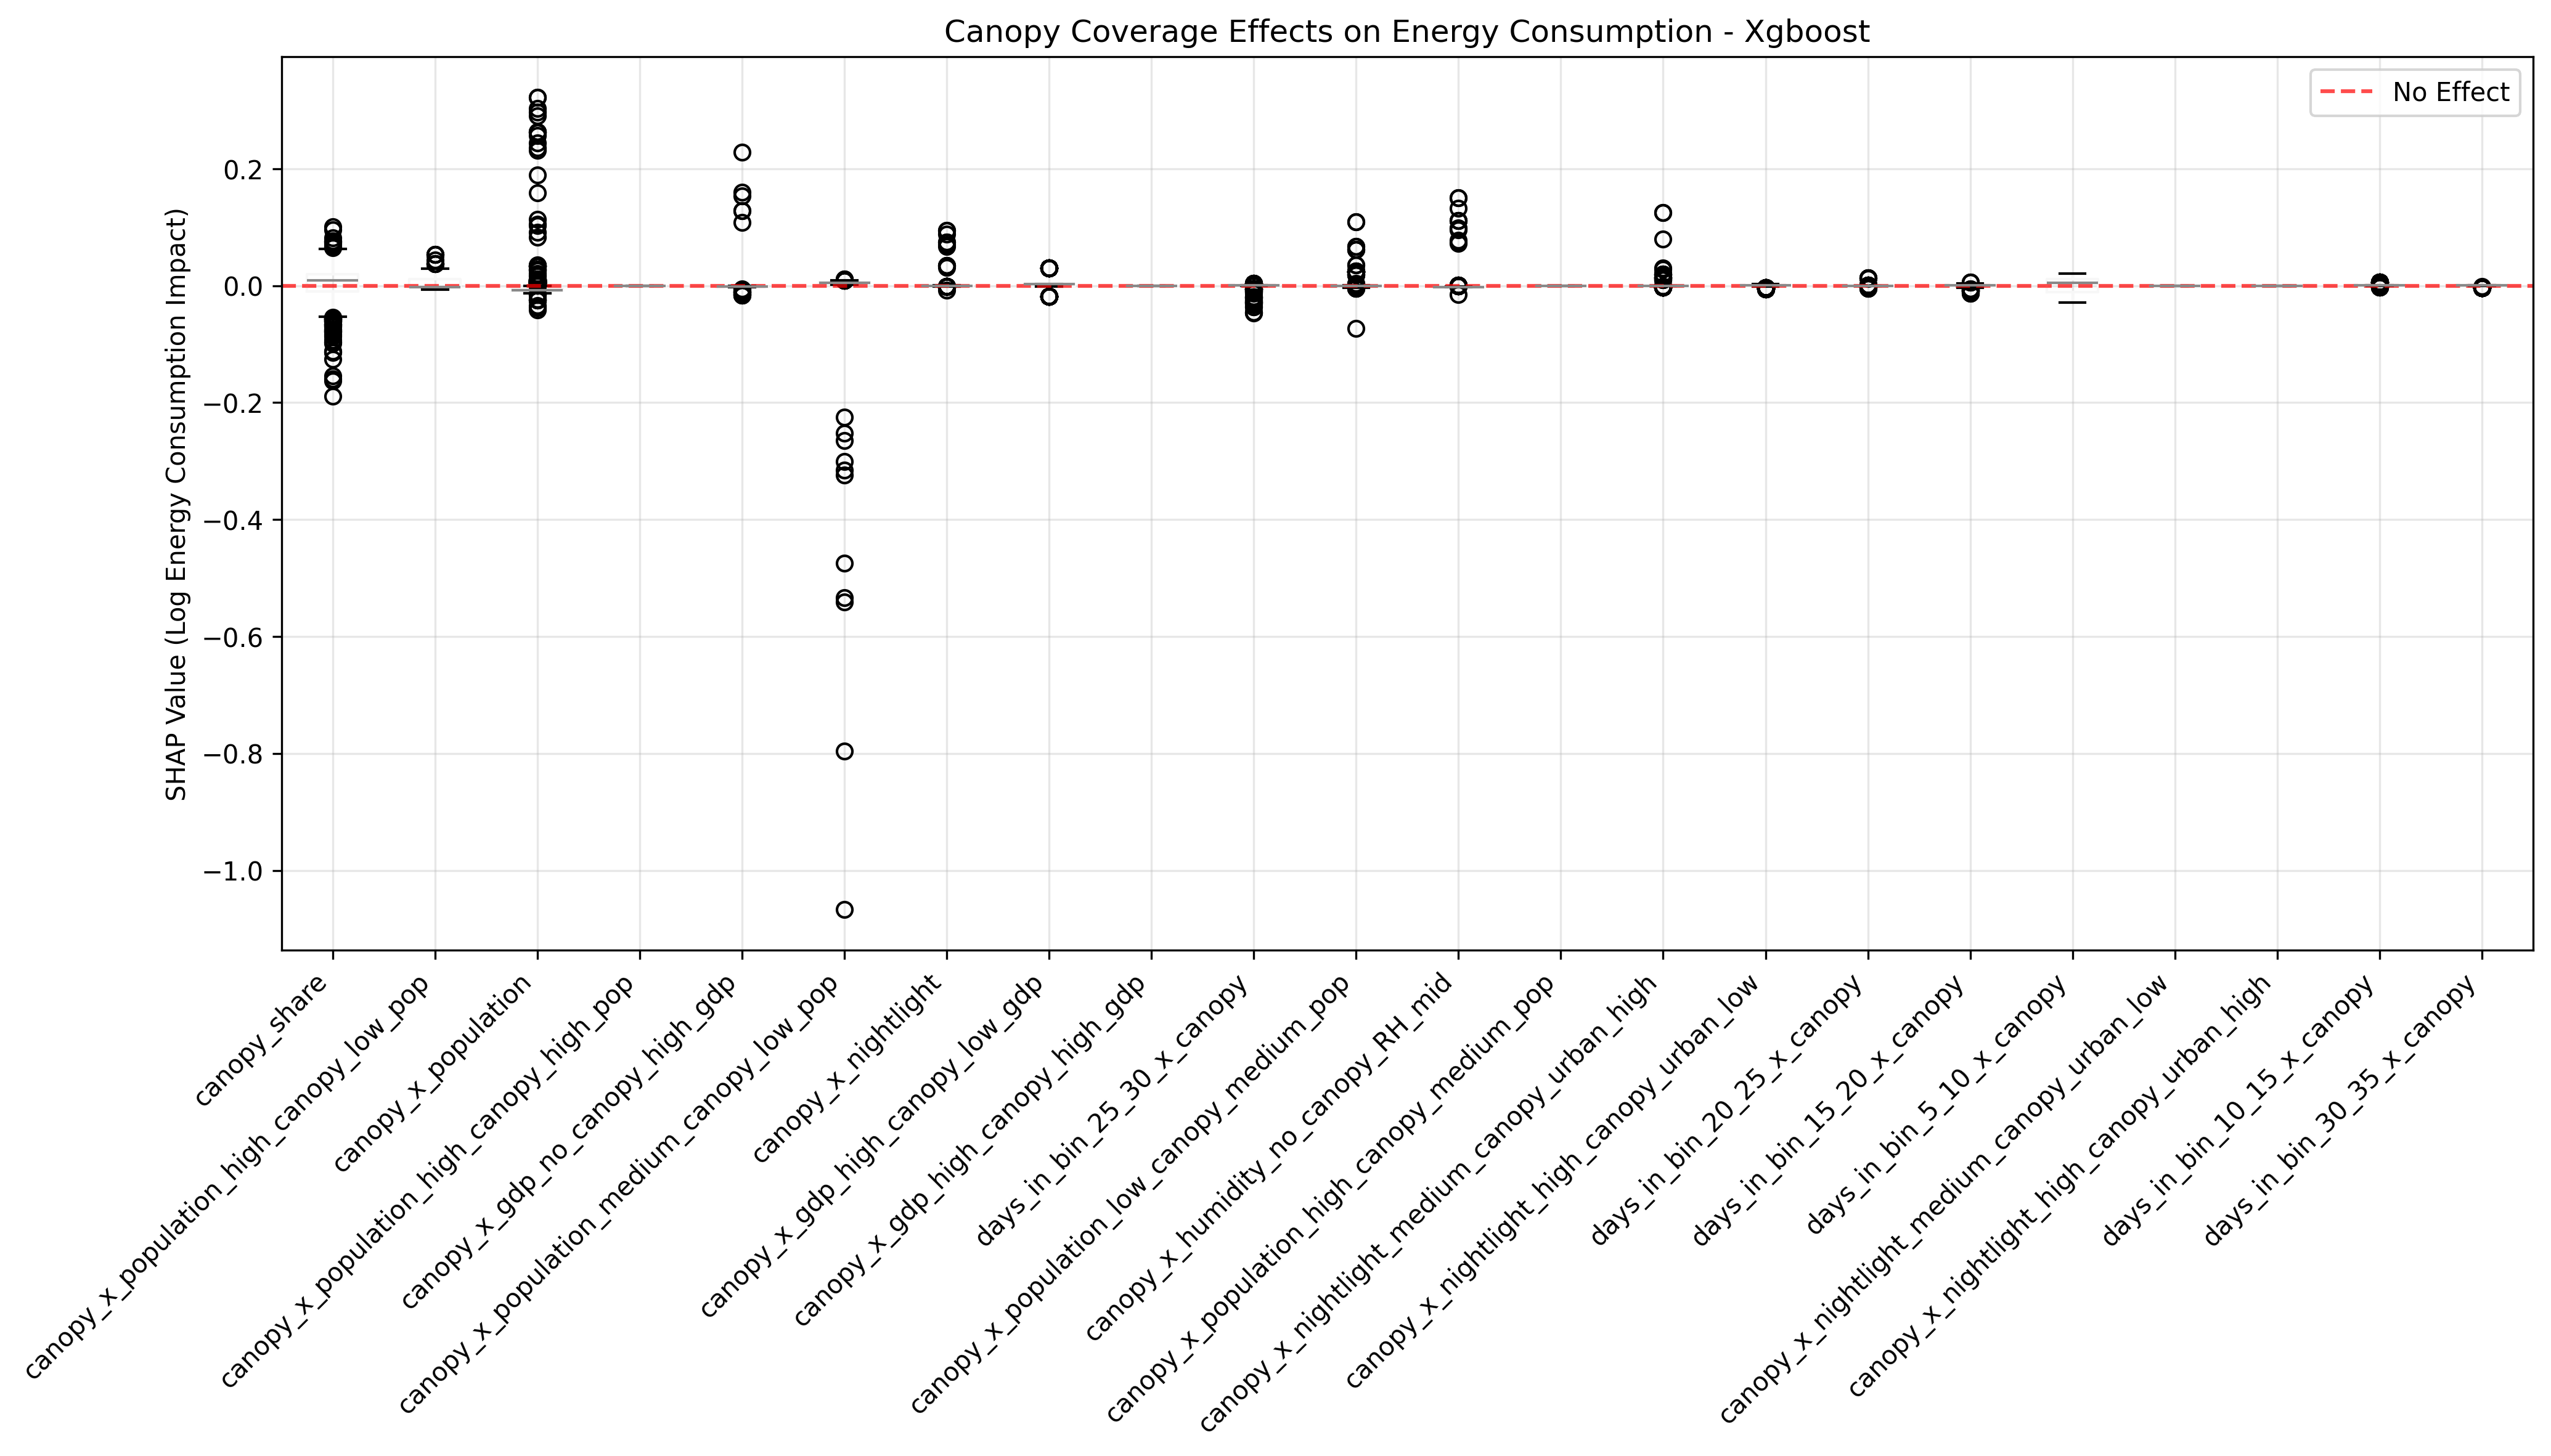 Canopy Coverage Effects on Energy Consumption - Xgboost
No Effect
SHAP Value (Log Energy Consumption Impact)
0.2
0.0
−0.2
−0.4
−0.6
−0.8
−1.0
canopy_share
canopy_x_population_high_canopy_low_pop
canopy_x_population
canopy_x_population_high_canopy_high_pop
canopy_x_gdp_no_canopy_high_gdp
canopy_x_population_medium_canopy_low_pop
canopy_x_nightlight
canopy_x_gdp_high_canopy_low_gdp
canopy_x_gdp_high_canopy_high_gdp
days_in_bin_25_30_x_canopy
canopy_x_population_low_canopy_medium_pop
canopy_x_humidity_no_canopy_RH_mid
canopy_x_population_high_canopy_medium_pop
canopy_x_nightlight_medium_canopy_urban_high
canopy_x_nightlight_high_canopy_urban_low
days_in_bin_20_25_x_canopy
days_in_bin_15_20_x_canopy
days_in_bin_5_10_x_canopy
canopy_x_nightlight_medium_canopy_urban_low
canopy_x_nightlight_high_canopy_urban_high
days_in_bin_10_15_x_canopy
days_in_bin_30_35_x_canopy